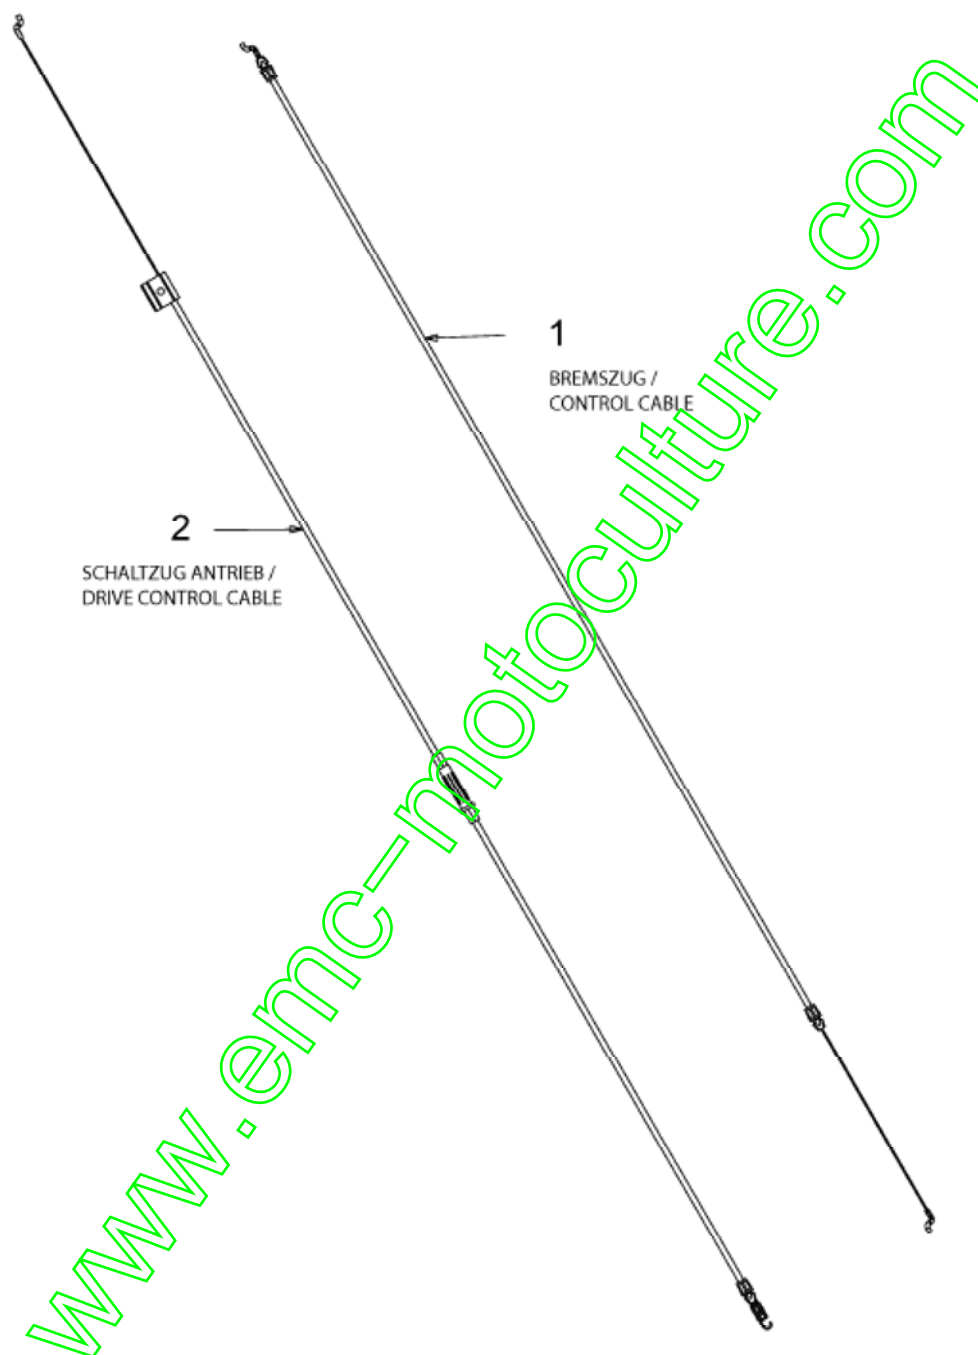 1
BREMSZUG /
CONTROL CABLE
2
SCHALTZUG ANTRIEB /
DRIVE CONTROL CABLE
www.emc-motoculture.com